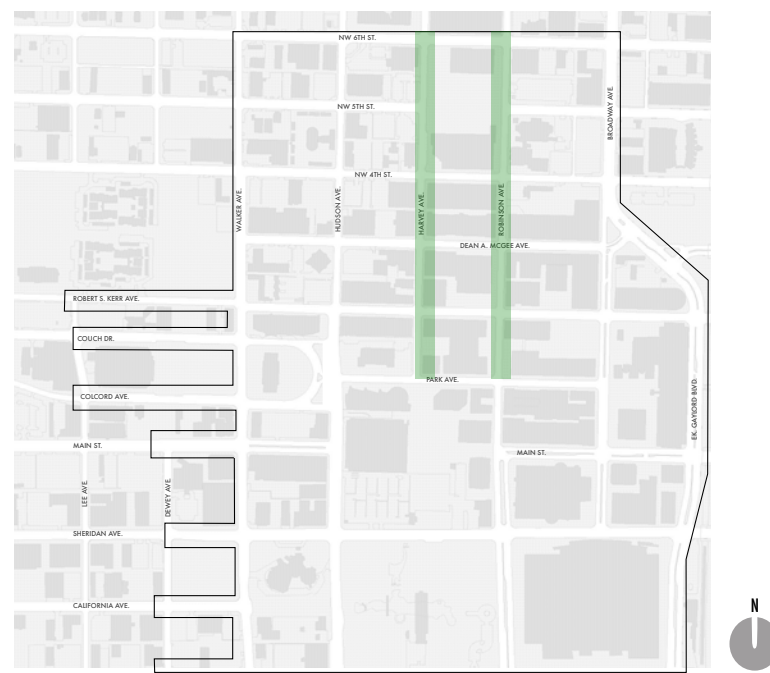 NW 6TH ST.
BROADWAY AVE.
NW 5TH ST.
NW 4TH ST.
WALKER AVE.
HUDSON AVE.
HARVEY AVE.
ROBINSON AVE.
DEAN A. MCGEE AVE.
ROBERT S. KERR AVE.
COUCH DR.
PARK AVE.
COLCORD AVE.
EK. GAYLORD BLVD.
MAIN ST.
MAIN ST.
LEE AVE.
DEWEY AVE.
SHERIDAN AVE.
CALIFORNIA AVE.
N